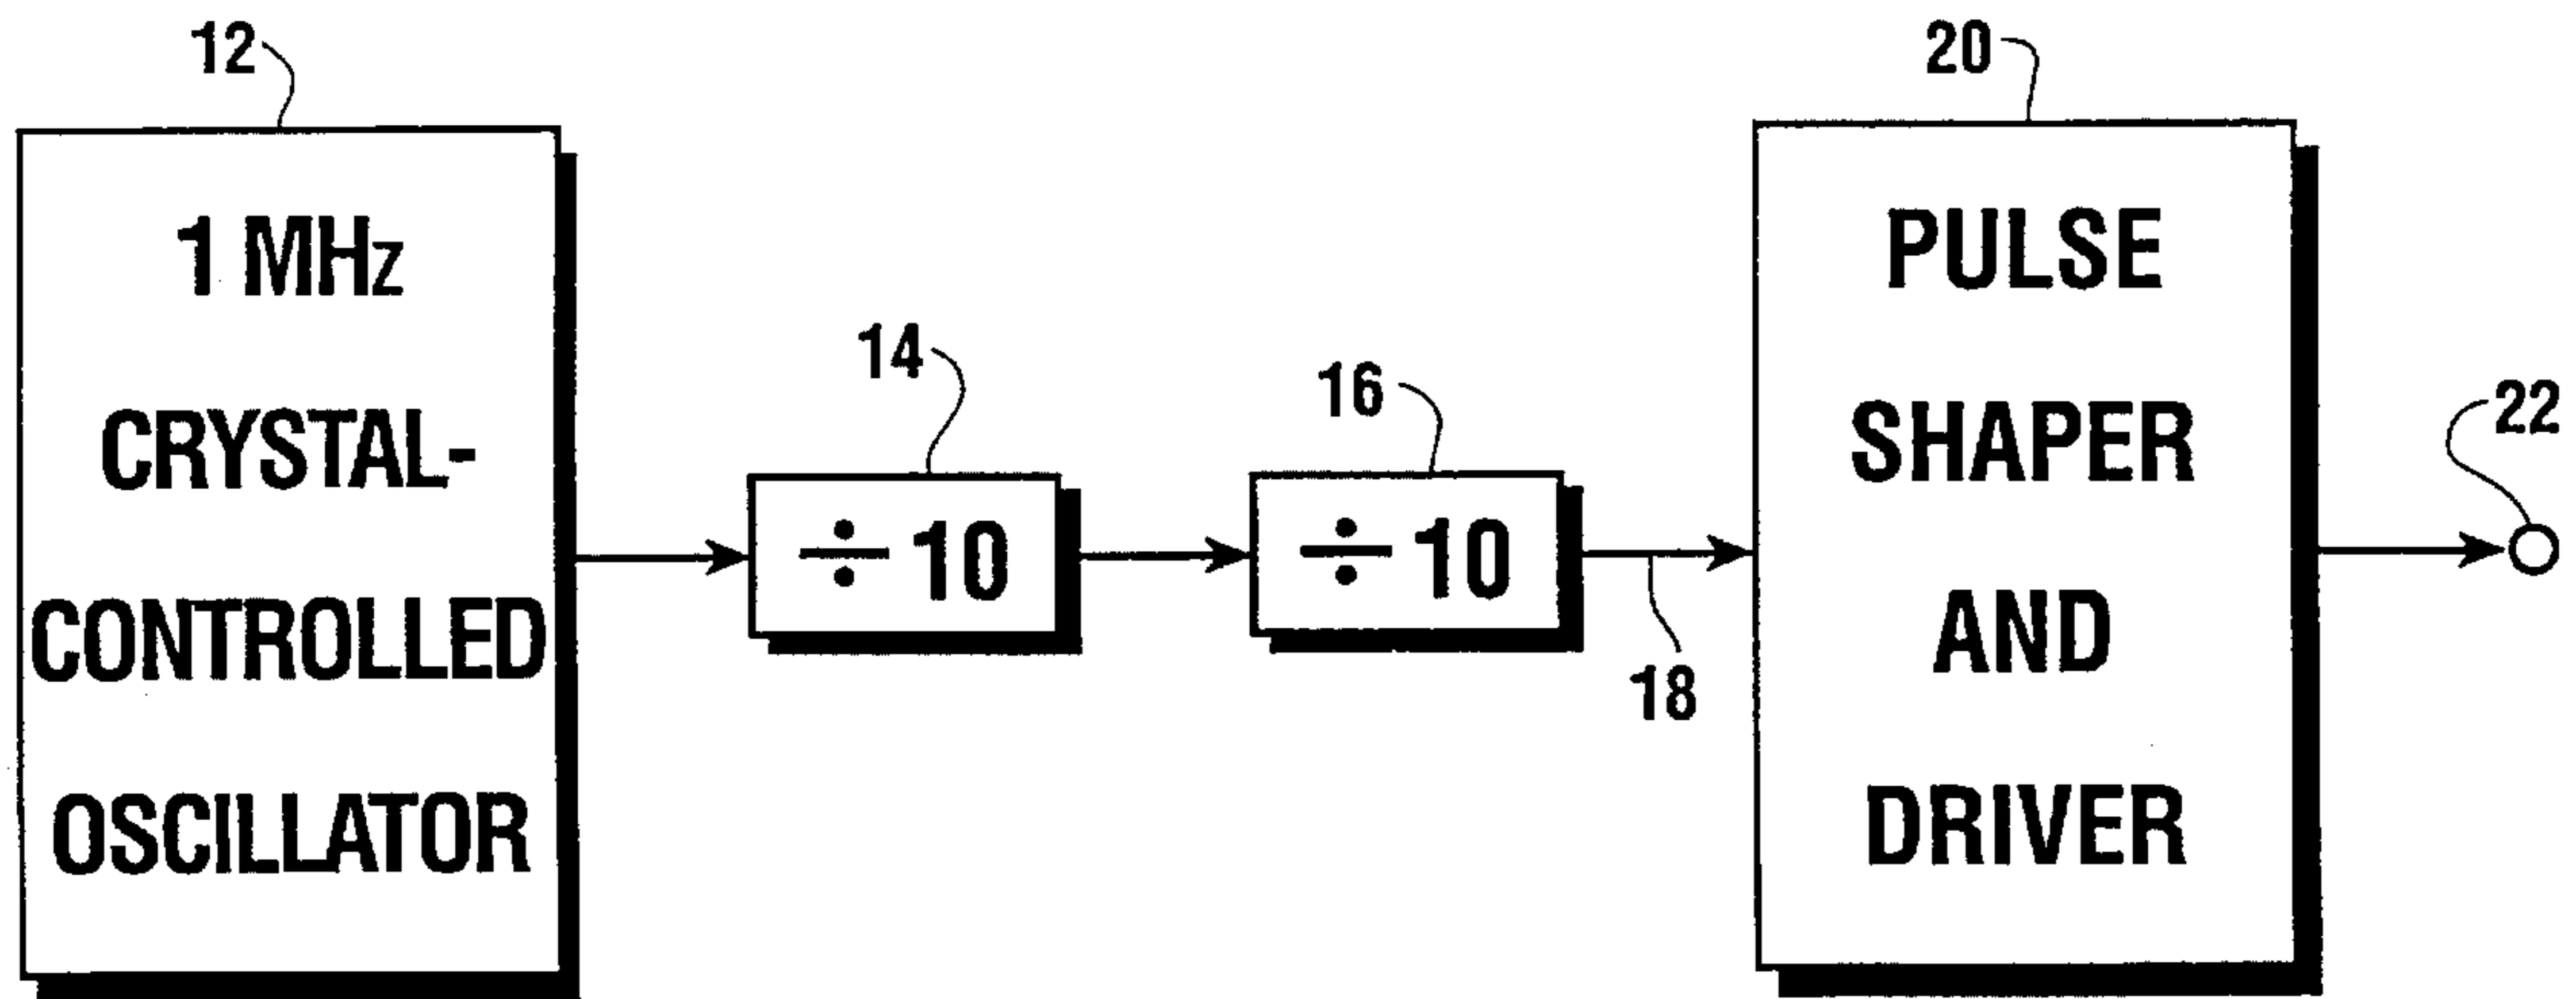 12
1 MHz
CRYSTAL-
CONTROLLED
OSCILLATOR
14
÷ 10
16
÷ 10
18
20
PULSE
SHAPER
AND
DRIVER
22